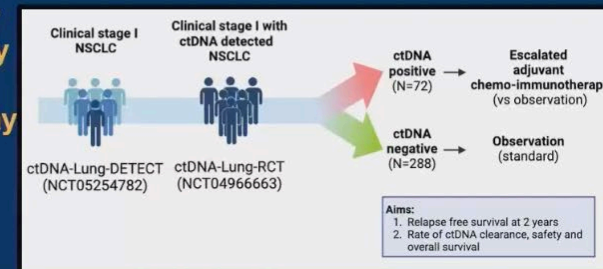 Clinical stage I
NSCLC
Clinical stage I with
ctDNA detected
NSCLC
ctDNA-Lung-DETECT
(NCT05254782)
ctDNA-Lung-RCT
(NCT04966663)
ctDNA
positive
(N=72)
Escalated
adjuvant
chemo-immunotherap
(vs observation)
ctDNA
negative
(N=288)
Observation
(standard)
Aims:
1. Relapse free survival at 2 years
2. Rate of ctDNA clearance, safety and
overall survival